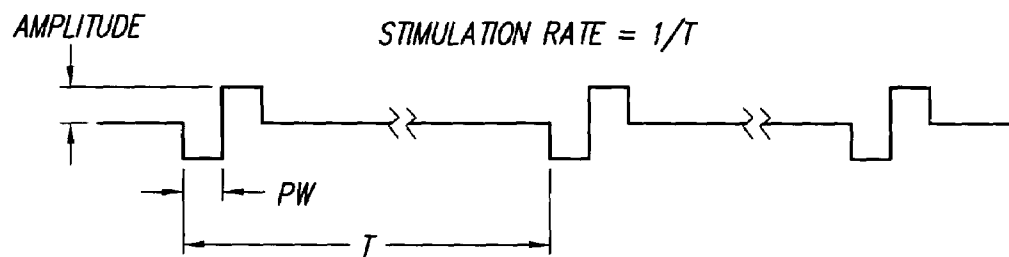 AMPLITUDE
STIMULATION RATE = 1/T
PW
T